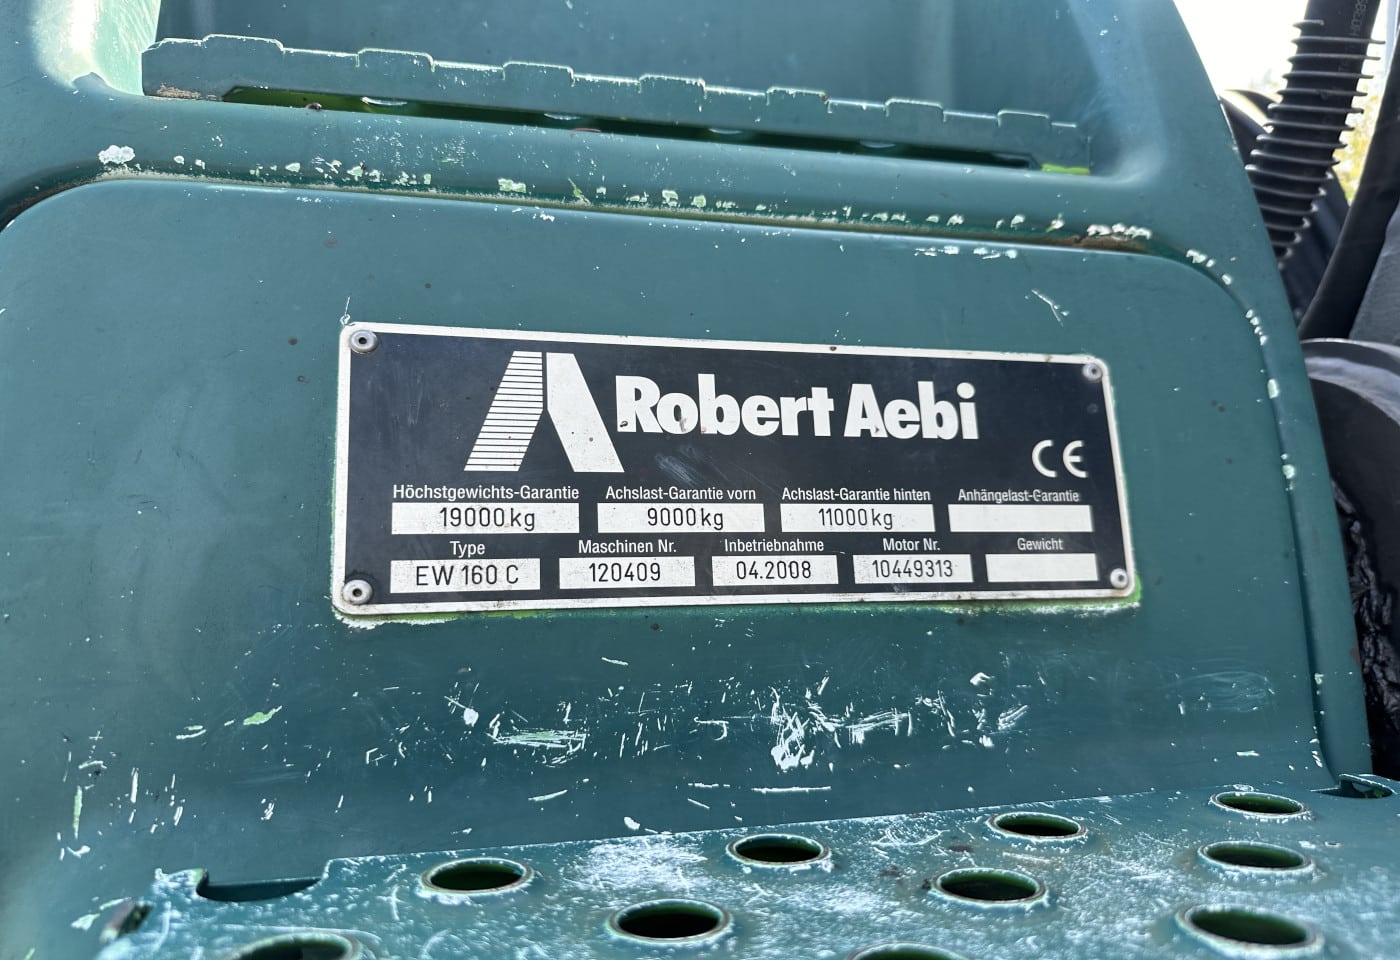 Robert Aebi
CE
Höchstgewichts-Garantie Achslast-Garantie vorn Achslast-Garantie hinten Anhängelast-Garantie
19000 kg 9000 kg 11000 kg
Type Maschinen Nr. Inbetriebnahme Motor Nr. Gewicht
EW 160 C 120409 04.2008 10449313